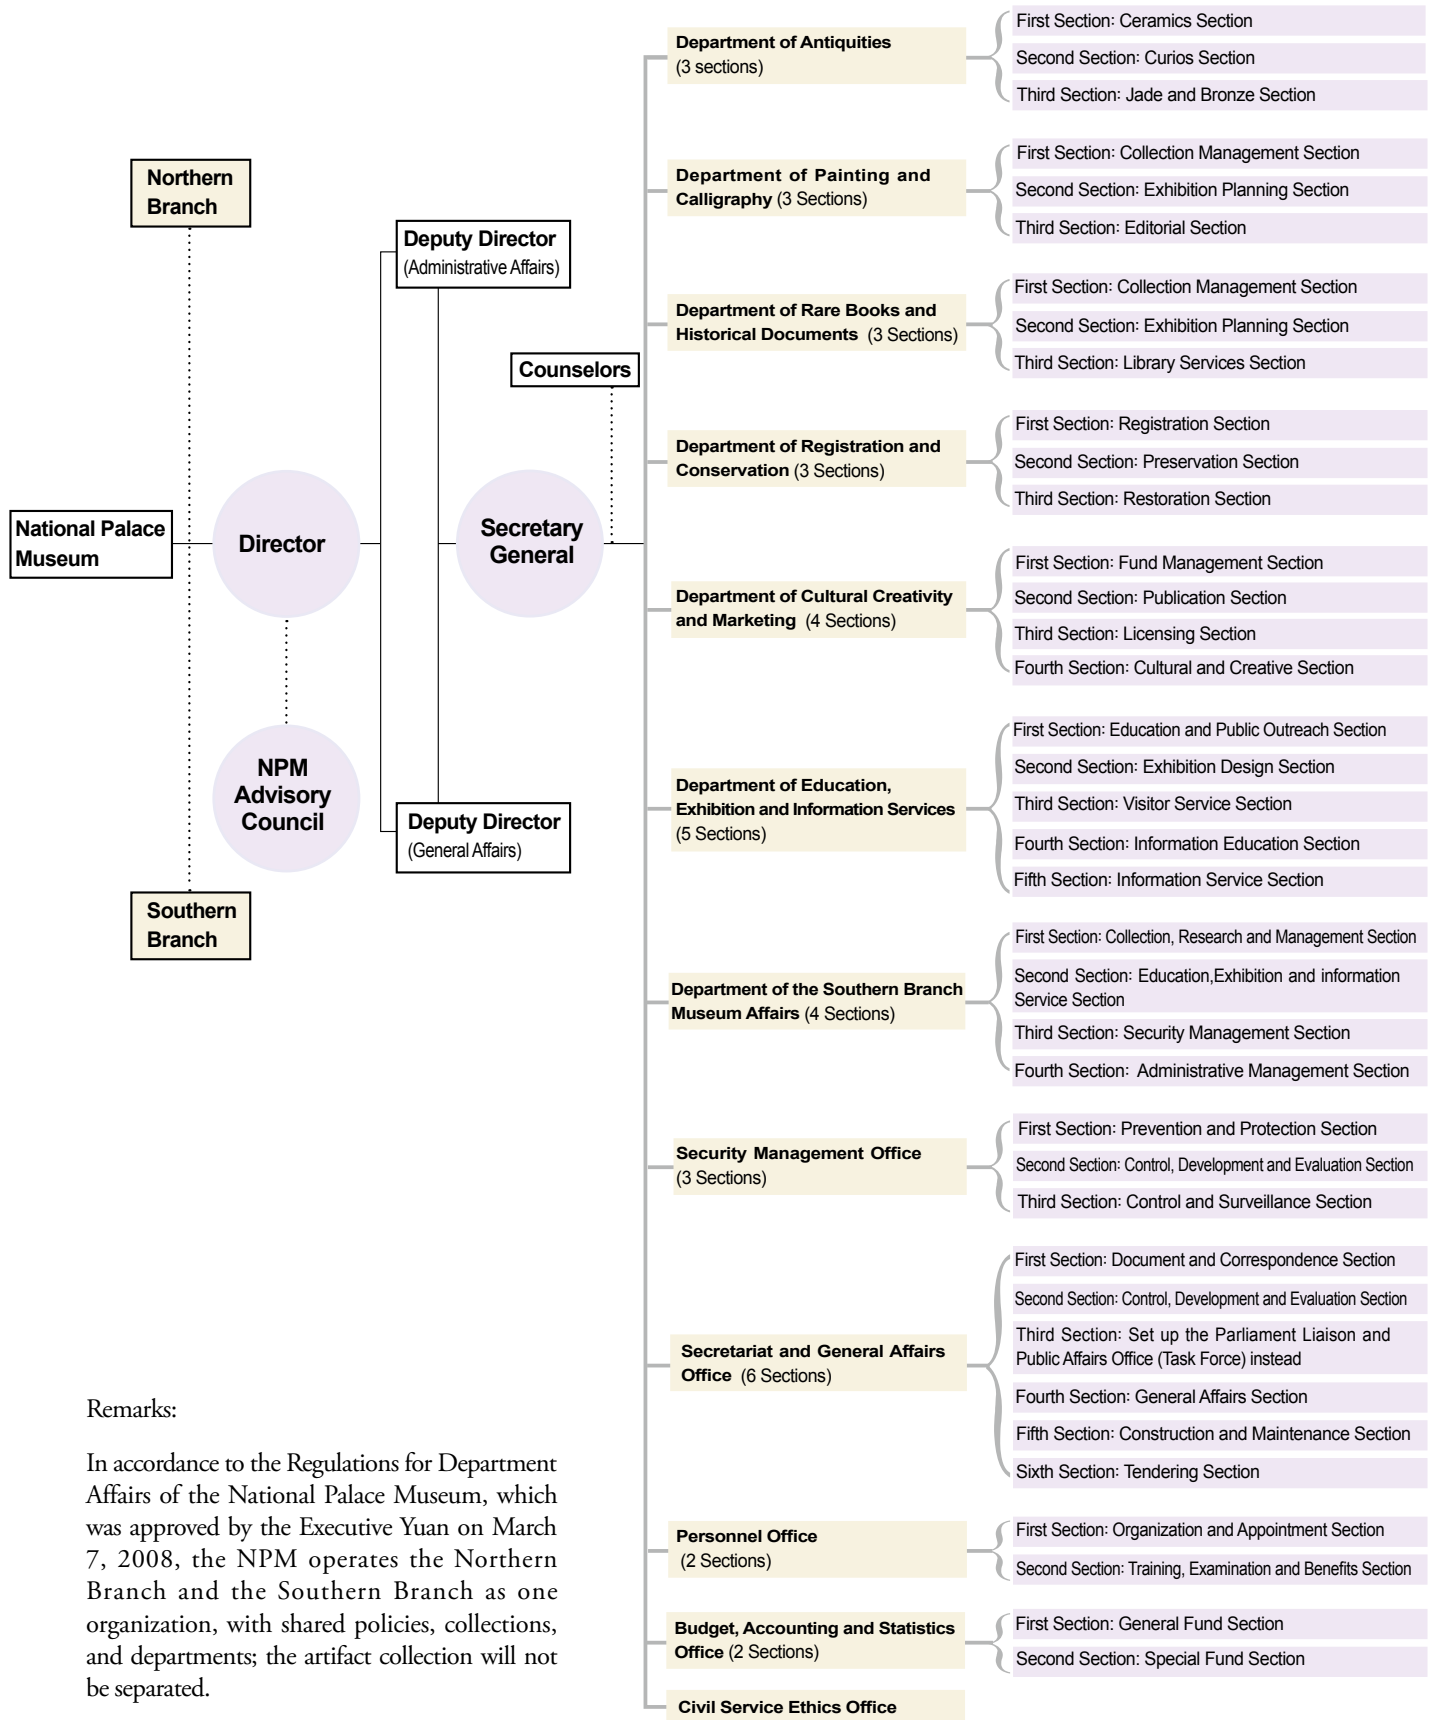 National Palace
Museum
Northern
Branch
Southern
Branch
Director
NPM
Advisory
Council
Deputy Director
(Administrative Affairs)
Deputy Director
(General Affairs)
Secretary
General
Counselors
Department of Antiquities
(3 sections)
First Section: Ceramics Section
Second Section: Curios Section
Third Section: Jade and Bronze Section
Department of Painting and
Calligraphy (3 Sections)
First Section: Collection Management Section
Second Section: Exhibition Planning Section
Third Section: Editorial Section
Department of Rare Books and
Historical Documents (3 Sections)
First Section: Collection Management Section
Second Section: Exhibition Planning Section
Third Section: Library Services Section
Department of Registration and
Conservation (3 Sections)
First Section: Registration Section
Second Section: Preservation Section
Third Section: Restoration Section
Department of Cultural Creativity
and Marketing (4 Sections)
First Section: Fund Management Section
Second Section: Publication Section
Third Section: Licensing Section
Fourth Section: Cultural and Creative Section
Department of Education,
Exhibition and Information Services
(5 Sections)
First Section: Education and Public Outreach Section
Second Section: Exhibition Design Section
Third Section: Visitor Service Section
Fourth Section: Information Education Section
Fifth Section: Information Service Section
Department of the Southern Branch
Museum Affairs (4 Sections)
First Section: Collection, Research and Management Section
Second Section: Education,Exhibition and information
Service Section
Third Section: Security Management Section
Fourth Section: Administrative Management Section
Security Management Office
(3 Sections)
First Section: Prevention and Protection Section
Second Section: Control, Development and Evaluation Section
Third Section: Control and Surveillance Section
Secretariat and General Affairs
Office (6 Sections)
First Section: Document and Correspondence Section
Second Section: Control, Development and Evaluation Section
Third Section: Set up the Parliament Liaison and
Public Affairs Office (Task Force) instead
Fourth Section: General Affairs Section
Fifth Section: Construction and Maintenance Section
Sixth Section: Tendering Section
Personnel Office
(2 Sections)
First Section: Organization and Appointment Section
Second Section: Training, Examination and Benefits Section
Budget, Accounting and Statistics
Office (2 Sections)
First Section: General Fund Section
Second Section: Special Fund Section
Civil Service Ethics Office
Remarks:
In accordance to the Regulations for Department
Affairs of the National Palace Museum, which
was approved by the Executive Yuan on March
7, 2008, the NPM operates the Northern
Branch and the Southern Branch as one
organization, with shared policies, collections,
and departments; the artifact collection will not
be separated.